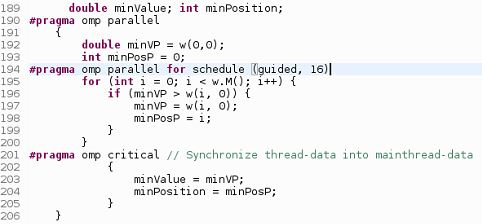 189 double minValue; int minPosition;
190 #pragma omp parallel
191 {
192 double minVP = w(0,0);
193 int minPosP = 0;
194 #pragma omp parallel for schedule (guided, 16)
195 for (int i = 0; i < w.M(); i++) {
196 if (minVP > w(i, 0)) {
197 minVP = w(i, 0);
198 minPosP = i;
199 }
200 }
201 #pragma omp critical // Synchronize thread-data into mainthread-data
202 {
203 minValue = minVP;
204 minPosition = minPosP;
205 }
206 }